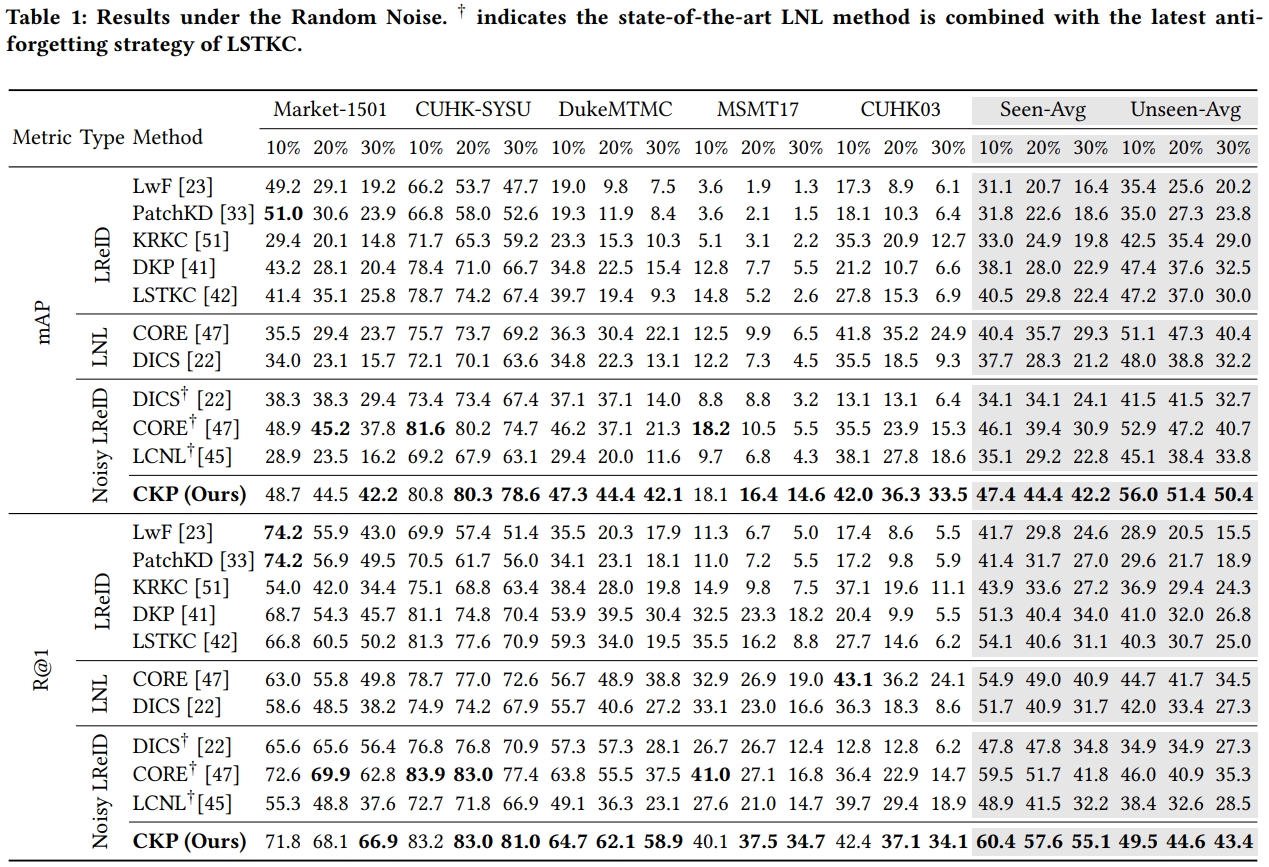 Table 1: Results under the Random Noise. † indicates the state-of-the-art LNL method is combined with the latest anti-
forgetting strategy of LSTKC.
Metric Type Method Market-1501 CUHK-SYSU DukeMTMC MSMT17 CUHK03 Seen-Avg Unseen-Avg
10% 20% 30% 10% 20% 30% 10% 20% 30% 10% 20% 30% 10% 20% 30% 10% 20% 30% 10% 20% 30%
mAP
LReID
LwF [23] 49.2 29.1 19.2 66.2 53.7 47.7 19.0 9.8 7.5 3.6 1.9 1.3 17.3 8.9 6.1 31.1 20.7 16.4 35.4 25.6 20.2
PatchKD [33] 51.0 30.6 23.9 66.8 58.0 52.6 19.3 11.9 8.4 3.6 2.1 1.5 18.1 10.3 6.4 31.8 22.6 18.6 35.0 27.3 23.8
KRKC [51] 29.4 20.1 14.8 71.7 65.3 59.2 23.3 15.3 10.3 5.1 3.1 2.2 35.3 20.9 12.7 33.0 24.9 19.8 42.5 35.4 29.0
DKP [41] 43.2 28.1 20.4 78.4 71.0 66.7 34.8 22.5 15.4 12.8 7.7 5.5 21.2 10.7 6.6 38.1 28.0 22.9 47.4 37.6 32.5
LSTKC [42] 41.4 35.1 25.8 78.7 74.2 67.4 39.7 19.4 9.3 14.8 5.2 2.6 27.8 15.3 6.9 40.5 29.8 22.4 47.2 37.0 30.0
LNL
CORE [47] 35.5 29.4 23.7 75.7 73.7 69.2 36.3 30.4 22.1 12.5 9.9 6.5 41.8 35.2 24.9 40.4 35.7 29.3 51.1 47.3 40.4
DICS [22] 34.0 23.1 15.7 72.1 70.1 63.6 34.8 22.3 13.1 12.2 7.3 4.5 35.5 18.5 9.3 37.7 28.3 21.2 48.0 38.8 32.2
Noisy LReID
DICS† [22] 38.3 38.3 29.4 73.4 73.4 67.4 37.1 37.1 14.0 8.8 8.8 3.2 13.1 13.1 6.4 34.1 34.1 24.1 41.5 41.5 32.7
CORE† [47] 48.9 45.2 37.8 81.6 80.2 74.7 46.2 37.1 21.3 18.2 10.5 5.5 35.5 23.9 15.3 46.1 39.4 30.9 52.9 47.2 40.7
LCNL† [45] 28.9 23.5 16.2 69.2 67.9 63.1 29.4 20.0 11.6 9.7 6.8 4.3 38.1 27.8 18.6 35.1 29.2 22.8 45.1 38.4 33.8
CKP (Ours) 48.7 44.5 42.2 80.8 80.3 78.6 47.3 44.4 42.1 18.1 16.4 14.6 42.0 36.3 33.5 47.4 44.4 42.2 56.0 51.4 50.4
R@1
LReID
LwF [23] 74.2 55.9 43.0 69.9 57.4 51.4 35.5 20.3 17.9 11.3 6.7 5.0 17.4 8.6 5.5 41.7 29.8 24.6 28.9 20.5 15.5
PatchKD [33] 74.2 56.9 49.5 70.5 61.7 56.0 34.1 23.1 18.1 11.0 7.2 5.5 17.2 9.8 5.9 41.4 31.7 27.0 29.6 21.7 18.9
KRKC [51] 54.0 42.0 34.4 75.1 68.8 63.4 38.4 28.0 19.8 14.9 9.8 7.5 37.1 19.6 11.1 43.9 33.6 27.2 36.9 29.4 24.3
DKP [41] 68.7 54.3 45.7 81.1 74.8 70.4 53.9 39.5 30.4 32.5 23.3 18.2 20.4 9.9 5.5 51.3 40.4 34.0 41.0 32.0 26.8
LSTKC [42] 66.8 60.5 50.2 81.3 77.6 70.9 59.3 34.0 19.5 35.5 16.2 8.8 27.7 14.6 6.2 54.1 40.6 31.1 40.3 30.7 25.0
LNL
CORE [47] 63.0 55.8 49.8 78.7 77.0 72.6 56.7 48.9 38.8 32.9 26.9 19.0 43.1 36.2 24.1 54.9 49.0 40.9 44.7 41.7 34.5
DICS [22] 58.6 48.5 38.2 74.9 74.2 67.9 55.7 40.6 27.2 33.1 23.0 16.6 36.3 18.3 8.6 51.7 40.9 31.7 42.0 33.4 27.3
Noisy LReID
DICS† [22] 65.6 65.6 56.4 76.8 76.8 70.9 57.3 57.3 28.1 26.7 26.7 12.4 12.8 12.8 6.2 47.8 47.8 34.8 34.9 34.9 27.3
CORE† [47] 72.6 69.9 62.8 83.9 83.0 77.4 63.8 55.5 37.5 41.0 27.1 16.8 36.4 22.9 14.7 59.5 51.7 41.8 46.0 40.9 35.3
LCNL† [45] 55.3 48.8 37.6 72.7 71.8 66.9 49.1 36.3 23.1 27.6 21.0 14.7 39.7 29.4 18.9 48.9 41.5 32.2 38.4 32.6 28.5
CKP (Ours) 71.8 68.1 66.9 83.2 83.0 81.0 64.7 62.1 58.9 40.1 37.5 34.7 42.4 37.1 34.1 60.4 57.6 55.1 49.5 44.6 43.4